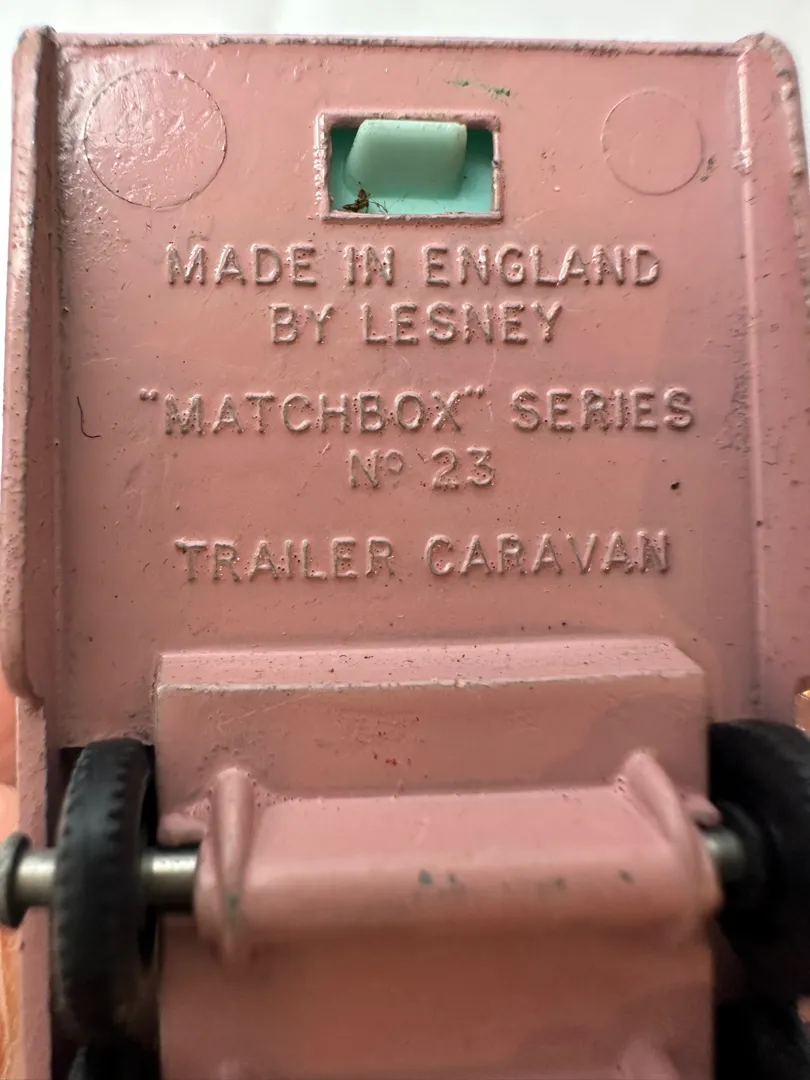 MADE IN ENGLAND
BY LESNEY
"MATCHBOX" SERIES
Nº 23
TRAILER CARAVAN